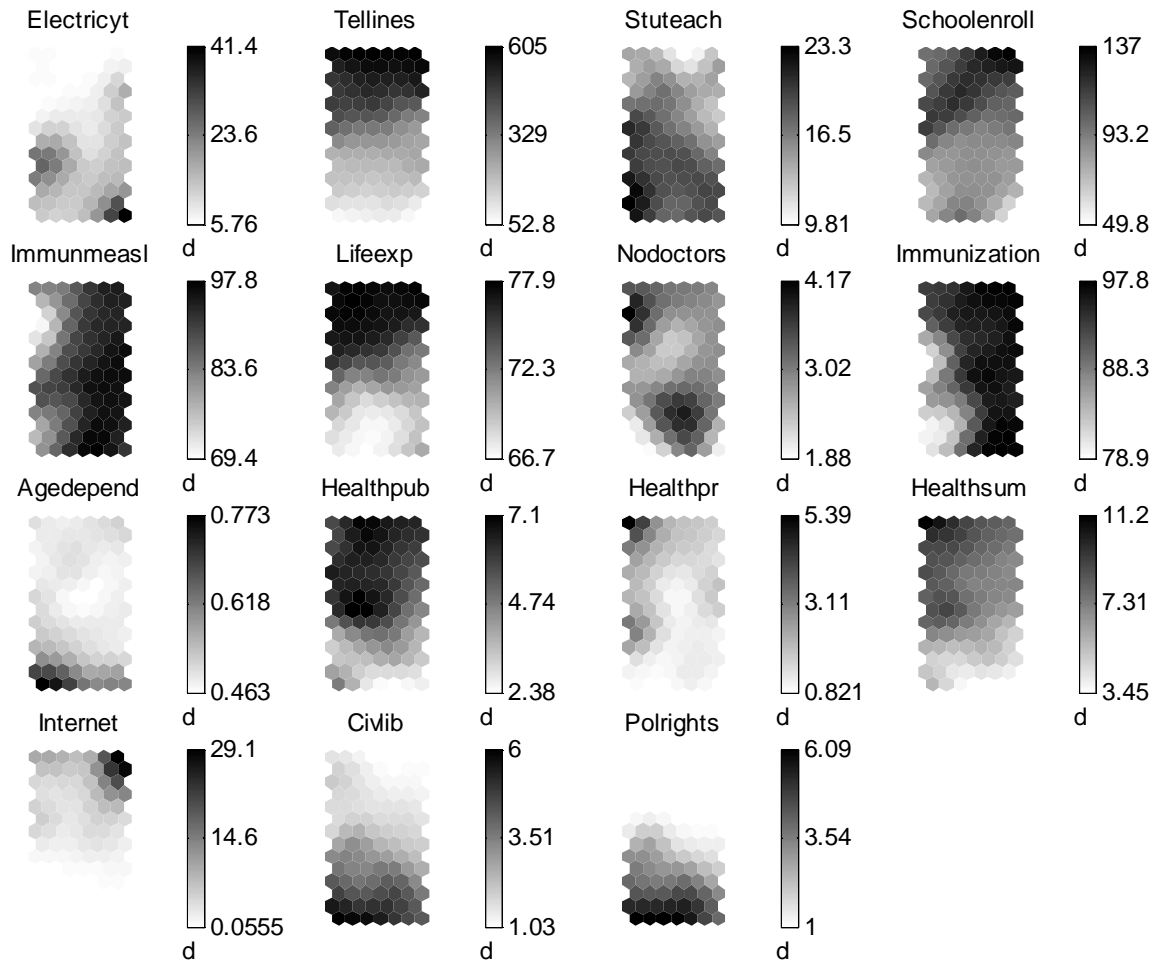 Electricyt
Tellines
Stuteach
Schoolenroll
41.4
605
23.3
137
23.6
329
16.5
93.2
5.76
52.8
9.81
49.8
d
d
d
d
Immunmeasl
Lifeexp
Nodoctors
Immunization
97.8
77.9
4.17
97.8
83.6
72.3
3.02
88.3
69.4
66.7
1.88
78.9
d
d
d
d
Agedepend
Healthpub
Healthpr
Healthsum
0.773
7.1
5.39
11.2
0.618
4.74
3.11
7.31
0.463
2.38
0.821
3.45
d
d
d
d
Internet
Civlib
Polrights
29.1
6
6.09
14.6
3.51
3.54
0.0555
1.03
1
d
d
d